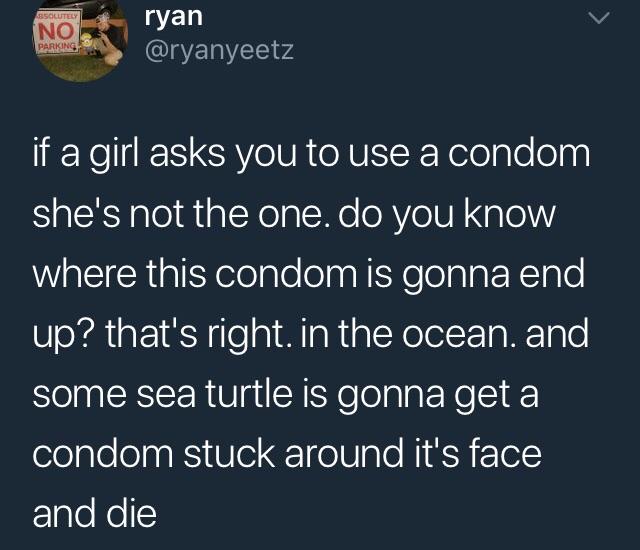 ABSOLUTELY
NO
PARKING
ryan
@ryanyeetz
if a girl asks you to use a condom
she's not the one. do you know
where this condom is gonna end
up? that's right. in the ocean. and
some sea turtle is gonna get a
condom stuck around it's face
and die